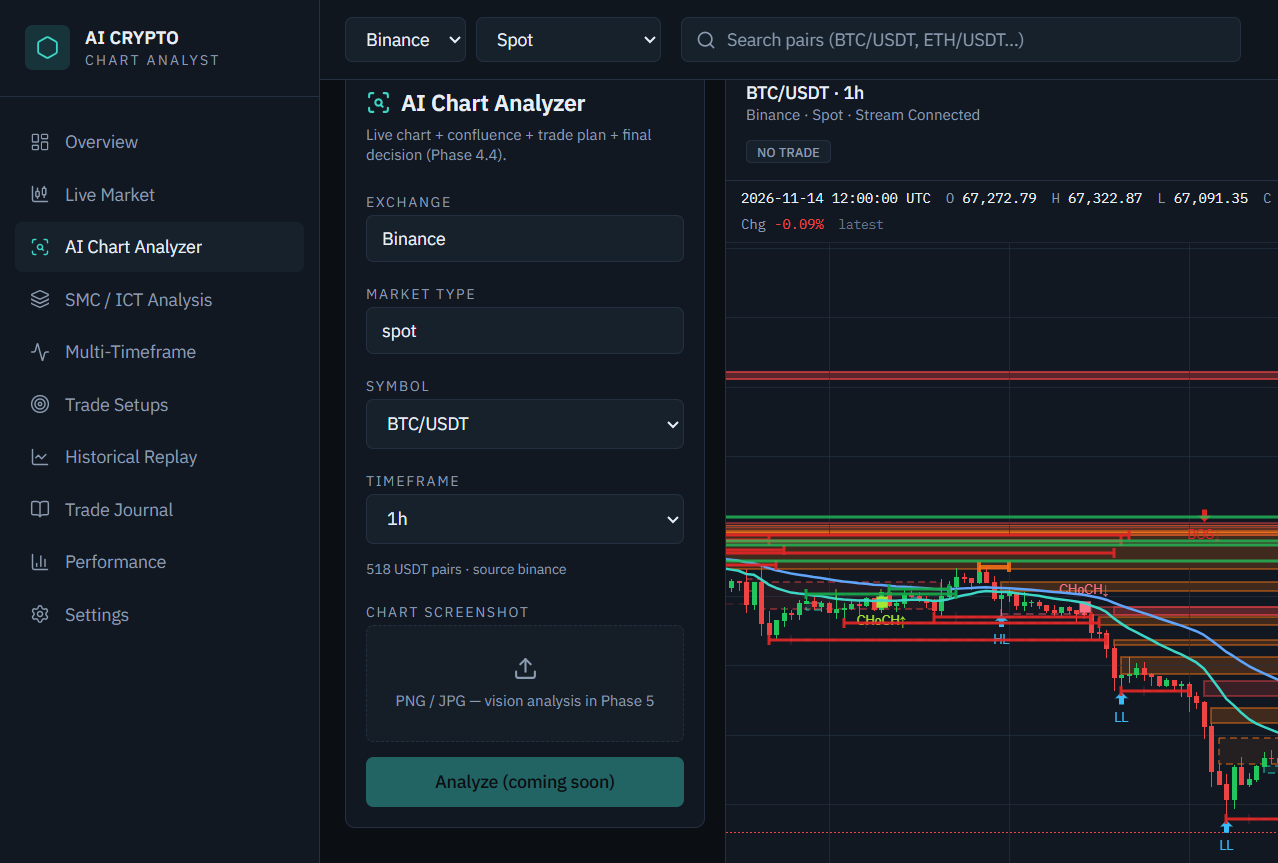 AI CRYPTO
CHART ANALYST
Overview
Live Market
AI Chart Analyzer
SMC / ICT Analysis
Multi-Timeframe
Trade Setups
Historical Replay
Trade Journal
Performance
Settings
Binance
Spot
Search pairs (BTC/USDT, ETH/USDT...)
AI Chart Analyzer
Live chart + confluence + trade plan + final
decision (Phase 4.4).
EXCHANGE
Binance
MARKET TYPE
spot
SYMBOL
BTC/USDT
TIMEFRAME
1h
518 USDT pairs · source binance
CHART SCREENSHOT
PNG / JPG — vision analysis in Phase 5
Analyze (coming soon)
BTC/USDT · 1h
Binance · Spot · Stream Connected
NO TRADE
2026-11-14 12:00:00 UTC O 67,272.79 H 67,322.87 L 67,091.35 C
Chg -0.09% latest
CHoCH↓
CHoCH↑
HL
LL
LL